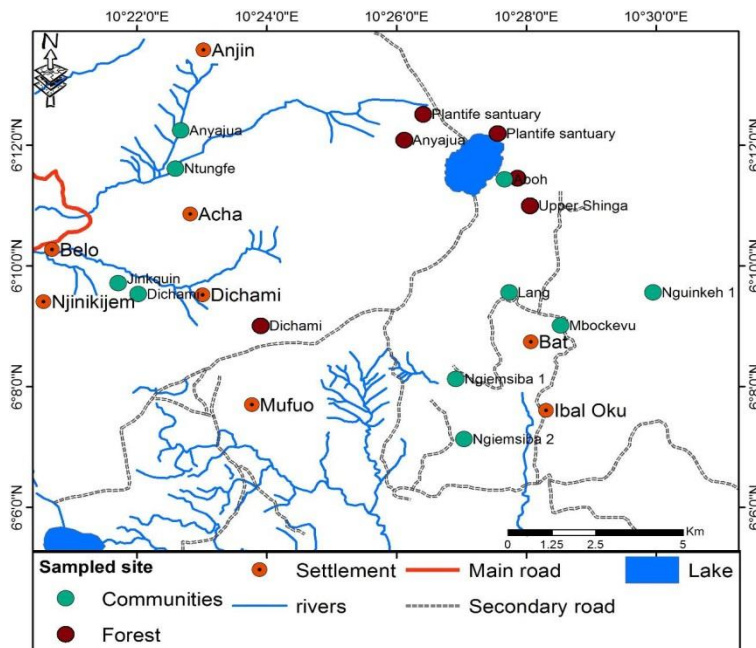 10°22'0"E 10°24'0"E 10°26'0"E 10°28'0"E 10°30'0"E
N
Anjin
Plantife santuary
Anyajua
Plantife santuary
6°12'0"N 6°12'0"N
Anyajua
Ntungfe
Aboh
Upper Shinga
Acha
Belo
6°10'0"N 6°10'0"N
Jinkquin
Dichami
Dichami
Njinikijem
Lang
Nguinkeh 1
Dichami
Mbockevu
Bat
Ngiemsiba 1
6°8'0"N 6°8'0"N
Mufuo
Ibal Oku
Ngiemsiba 2
6°6'0"N 6°6'0"N
Km
0 1.25 2.5 5
Sampled site
Settlement Main road Lake
Communities rivers Secondary road
Forest